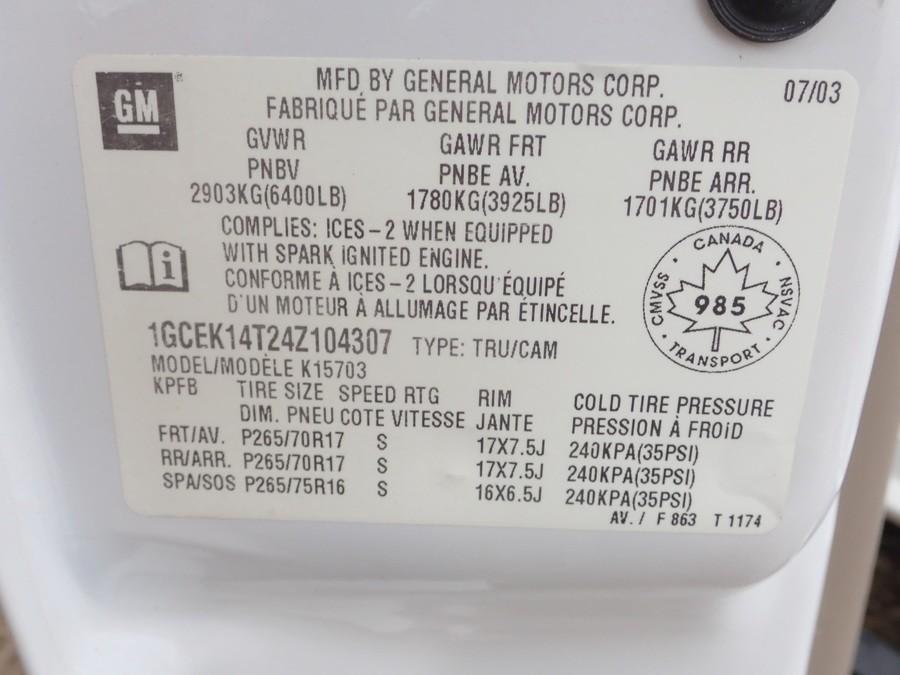 GM
MFD BY GENERAL MOTORS CORP. 07/03
FABRIQUÉ PAR GENERAL MOTORS CORP.
GVWR GAWR FRT GAWR RR
PNBV PNBE AV. PNBE ARR.
2903KG(6400LB) 1780KG(3925LB) 1701KG(3750LB)
COMPLIES: ICES-2 WHEN EQUIPPED
WITH SPARK IGNITED ENGINE.
CONFORME À ICES-2 LORSQU'ÉQUIPÉ
D'UN MOTEUR À ALLUMAGE PAR ÉTINCELLE.
CANADA
CMVSS 985 NSVAC
TRANSPORT
1GCEK14T24Z104307 TYPE: TRU/CAM
MODEL/MODÈLE K15703
KPFB TIRE SIZE SPEED RTG RIM COLD TIRE PRESSURE
DIM. PNEU COTE VITESSE JANTE PRESSION À FROID
FRT/AV. P265/70R17 S 17X7.5J 240KPA(35PSI)
RR/ARR. P265/70R17 S 17X7.5J 240KPA(35PSI)
SPA/SOS P265/75R16 S 16X6.5J 240KPA(35PSI)
AV. / F 863 T 1174